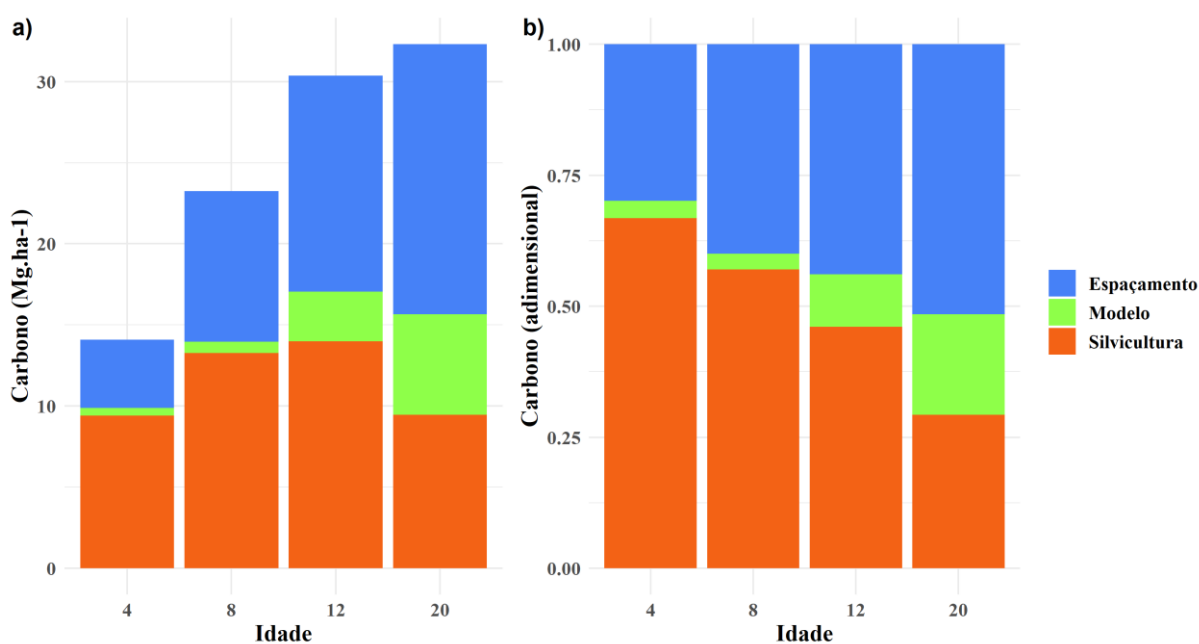 a)
Carbono (Mg.ha-1)
30
20
10
0
4 8 12 20
Idade
b)
Carbono (adimensional)
1.00
0.75
0.50
0.25
0.00
4 8 12 20
Idade
Espaçamento
Modelo
Silvicultura